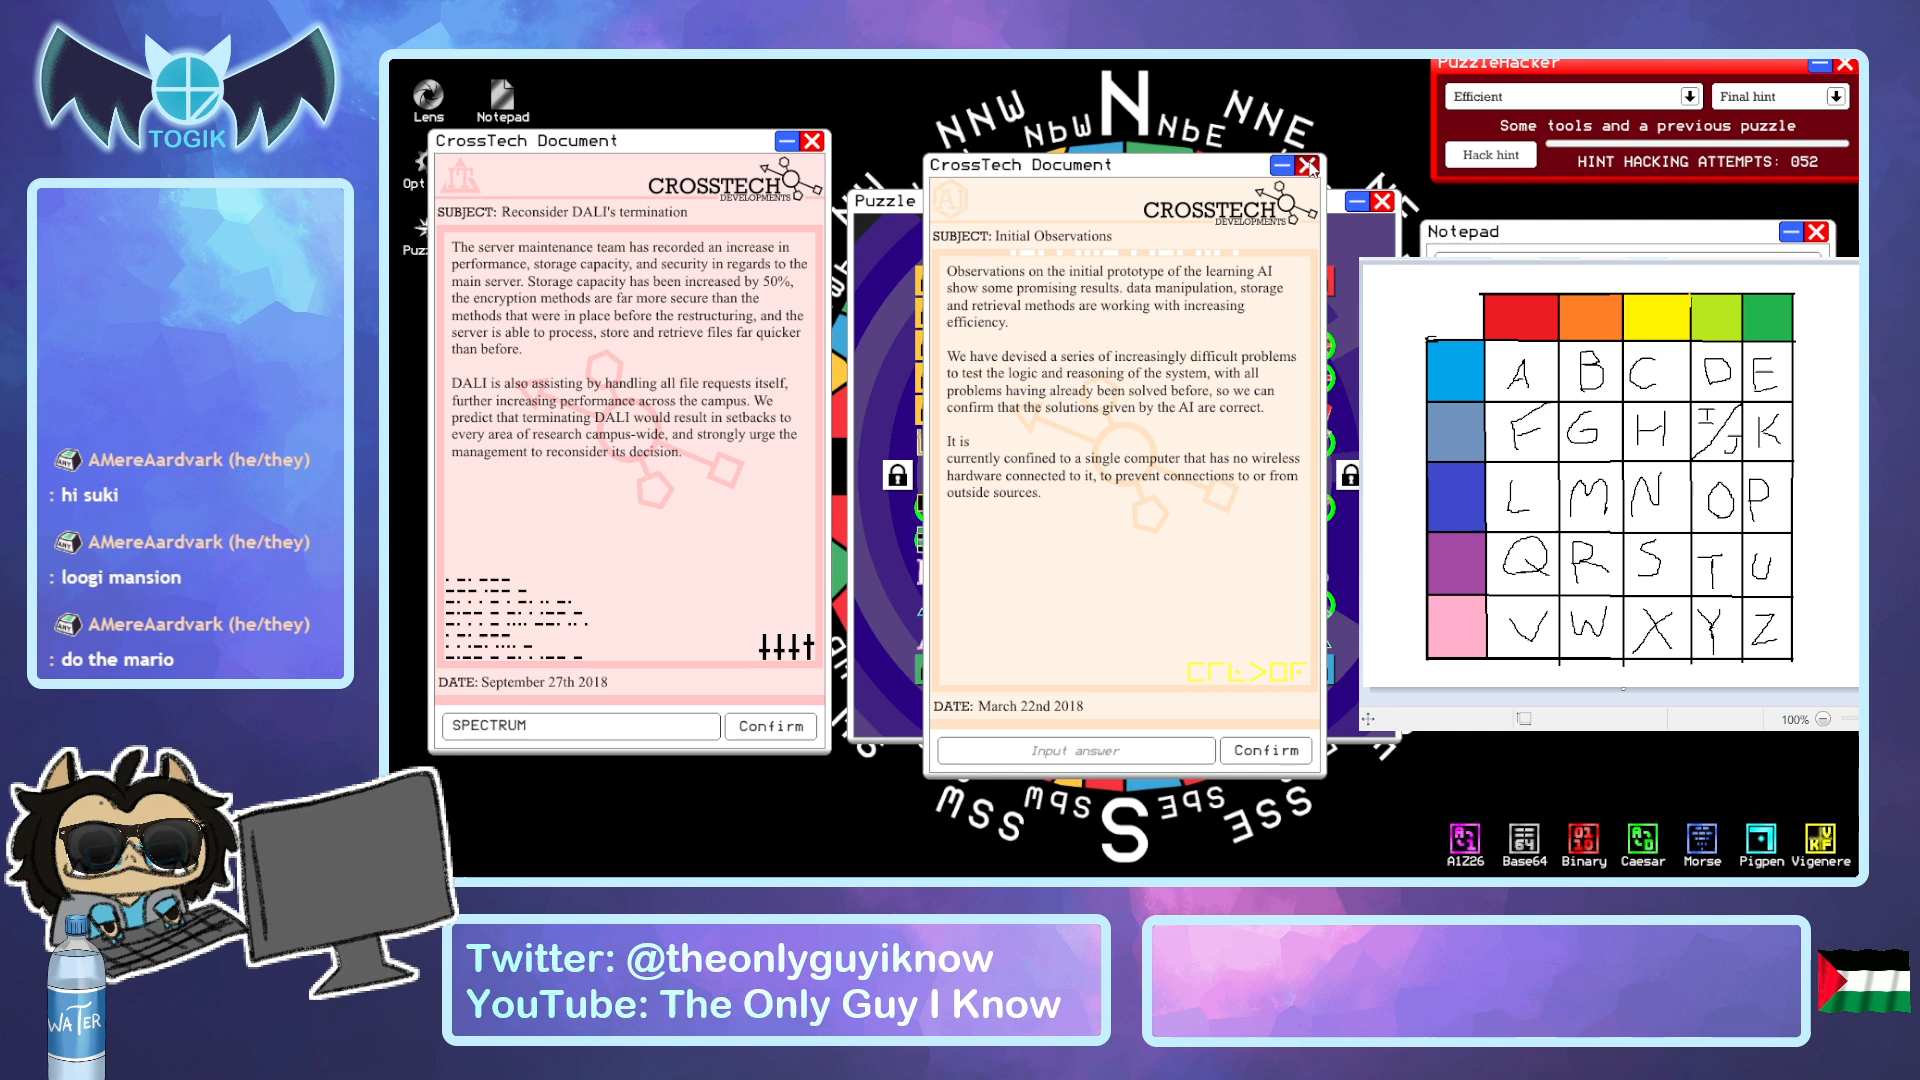 TOGIK
AMereAardvark (he/they)
: hi suki
AMereAardvark (he/they)
: loogi mansion
AMereAardvark (he/they)
: do the mario
Lens
Notepad
CrossTech Document
CROSSTECH
DEVELOPMENTS
SUBJECT: Reconsider DALI's termination
The server maintenance team has recorded an increase in
performance, storage capacity, and security in regards to the
main server. Storage capacity has been increased by 50%,
the encryption methods are far more secure than the
methods that were in place before the restructuring, and the
server is able to process, store and retrieve files far quicker
than before.
DALI is also assisting by handling all file requests itself,
further increasing performance across the campus. We
predict that terminating DALI would result in setbacks to
every area of research campus-wide, and strongly urge the
management to reconsider its decision.
DATE: September 27th 2018
SPECTRUM
Confirm
NNW
NbW
N
NbE
NNE
Puzzle
CrossTech Document
AI
CROSSTECH
DEVELOPMENTS
SUBJECT: Initial Observations
Observations on the initial prototype of the learning AI
show some promising results. data manipulation, storage
and retrieval methods are working with increasing
efficiency.
We have devised a series of increasingly difficult problems
to test the logic and reasoning of the system, with all
problems having already been solved before, so we can
confirm that the solutions given by the AI are correct.
It is
currently confined to a single computer that has no wireless
hardware connected to it, to prevent connections to or from
outside sources.
DATE: March 22nd 2018
Input answer
Confirm
SSW
SbW
S
SbE
SSE
PuzzleHacker
Efficient
Final hint
Some tools and a previous puzzle
Hack hint
HINT HACKING ATTEMPTS: 052
Notepad
A B C D E
F G H I/J K
L M N O P
Q R S T U
V W X Y Z
100%
A1Z26
Base64
Binary
Caesar
Morse
Pigpen
Vigenere
WATER
Twitter: @theonlyguyiknow
YouTube: The Only Guy I Know